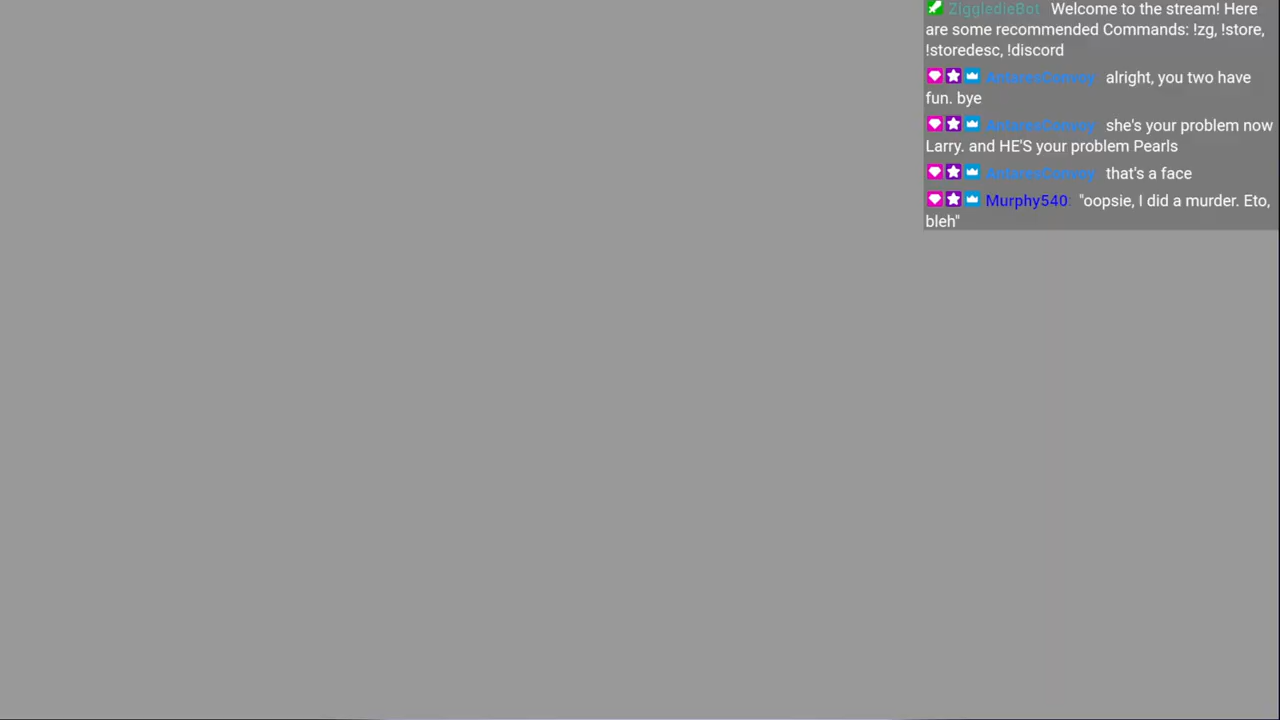 ZiggledieBot Welcome to the stream! Here
are some recommended Commands: !zg, !store,
!storedesc, !discord
AntaresConvoy: alright, you two have
fun. bye
AntaresConvoy: she's your problem now
Larry. and HE'S your problem Pearls
AntaresConvoy: that's a face
Murphy540: "oopsie, I did a murder. Eto,
bleh"